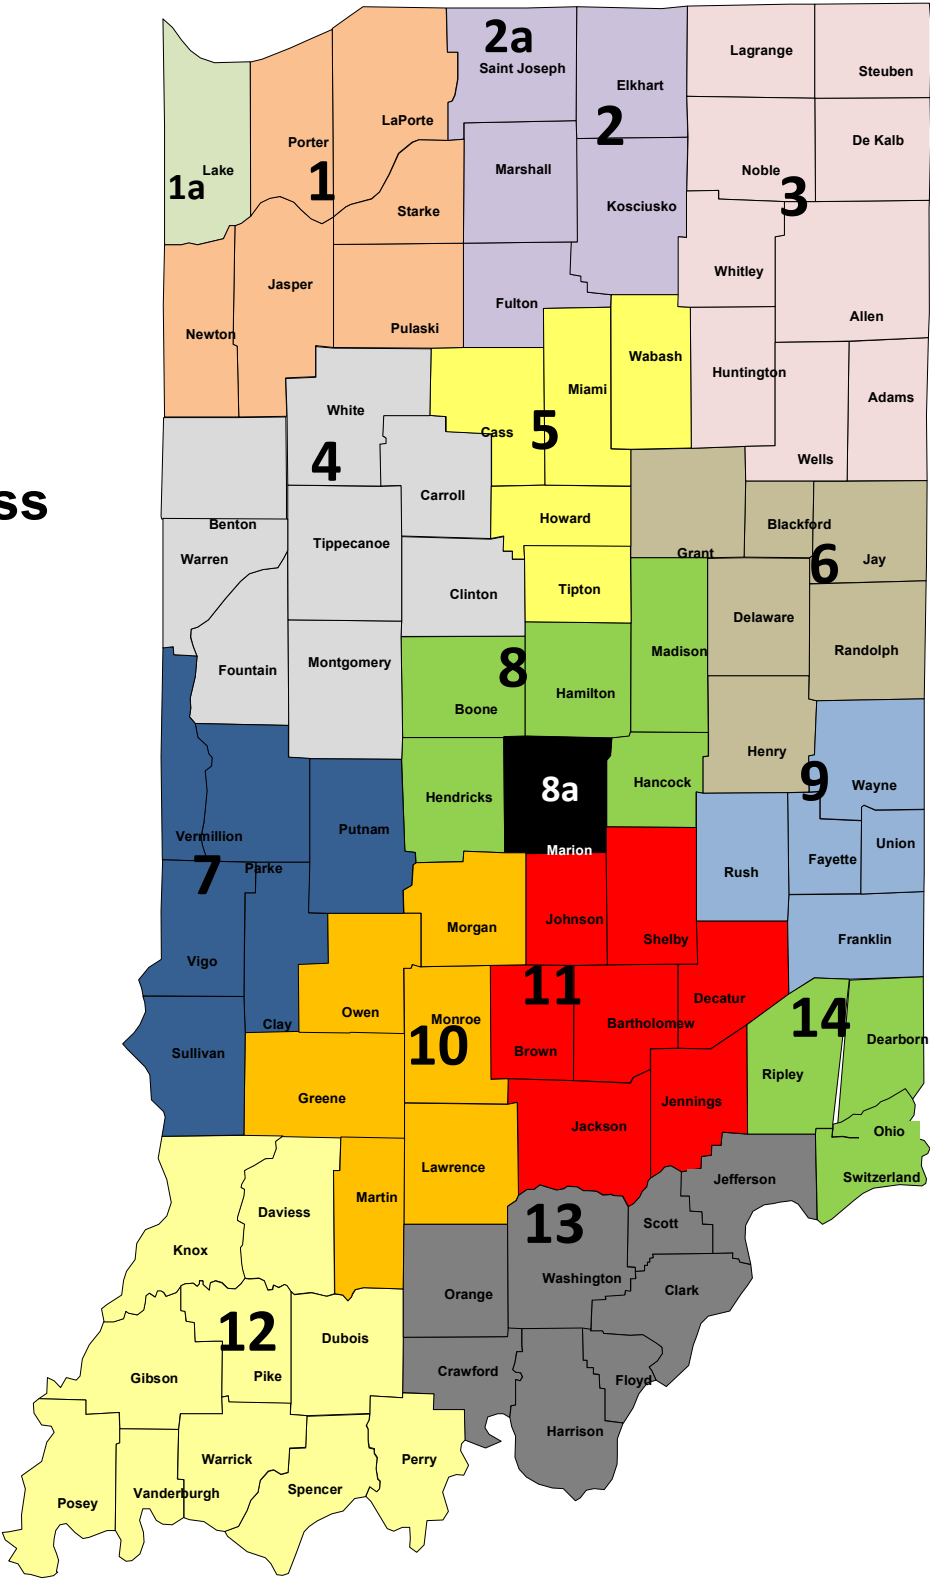 2a
Saint Joseph
Lagrange
Steuben
Elkhart
LaPorte
2
Porter
De Kalb
Lake
1a
1
Marshall
Noble
3
Kosciusko
Starke
Whitley
Jasper
Fulton
Allen
Newton
Pulaski
Wabash
Huntington
Miami
Adams
White
Cass
5
4
Wells
Carroll
ss
Howard
Benton
Blackford
Tippecanoe
Warren
Grant
6
Jay
Clinton
Tipton
Delaware
Madison
Randolph
Montgomery
Fountain
8
Hamilton
Boone
Henry
9
Hancock
Wayne
8a
Hendricks
Putnam
Vermillion
Marion
Union
Fayette
Parke
7
Rush
Johnson
Morgan
Shelby
Franklin
Vigo
11
Decatur
Owen
Monroe
Clay
Bartholomew
14
Dearborn
10
Brown
Sullivan
Ripley
Greene
Jennings
Jackson
Ohio
Lawrence
Jefferson
Switzerland
Martin
Daviess
13
Scott
Knox
Washington
Orange
Clark
12
Dubois
Gibson
Pike
Crawford
Floyd
Harrison
Warrick
Perry
Spencer
Vanderburgh
Posey